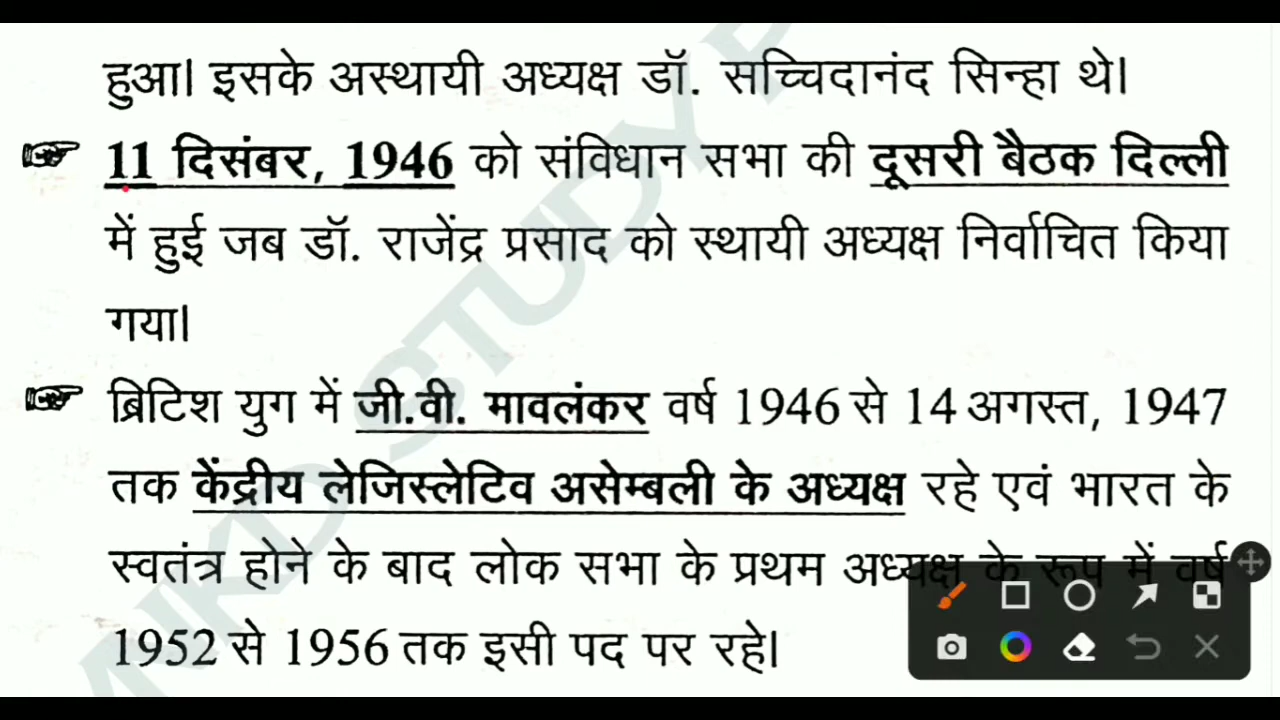 हुआ। इसके अस्थायी अध्यक्ष डॉ. सच्चिदानंद सिन्हा थे।
11 दिसंबर, 1946 को संविधान सभा की दूसरी बैठक दिल्ली
में हुई जब डॉ. राजेंद्र प्रसाद को स्थायी अध्यक्ष निर्वाचित किया
गया।
ब्रिटिश युग में जी.वी. मावलंकर वर्ष 1946 से 14 अगस्त, 1947
तक केंद्रीय लेजिस्लेटिव असेम्बली के अध्यक्ष रहे एवं भारत के
स्वतंत्र होने के बाद लोक सभा के प्रथम अध्यक्ष के रूप में वर्ष
1952 से 1956 तक इसी पद पर रहे।